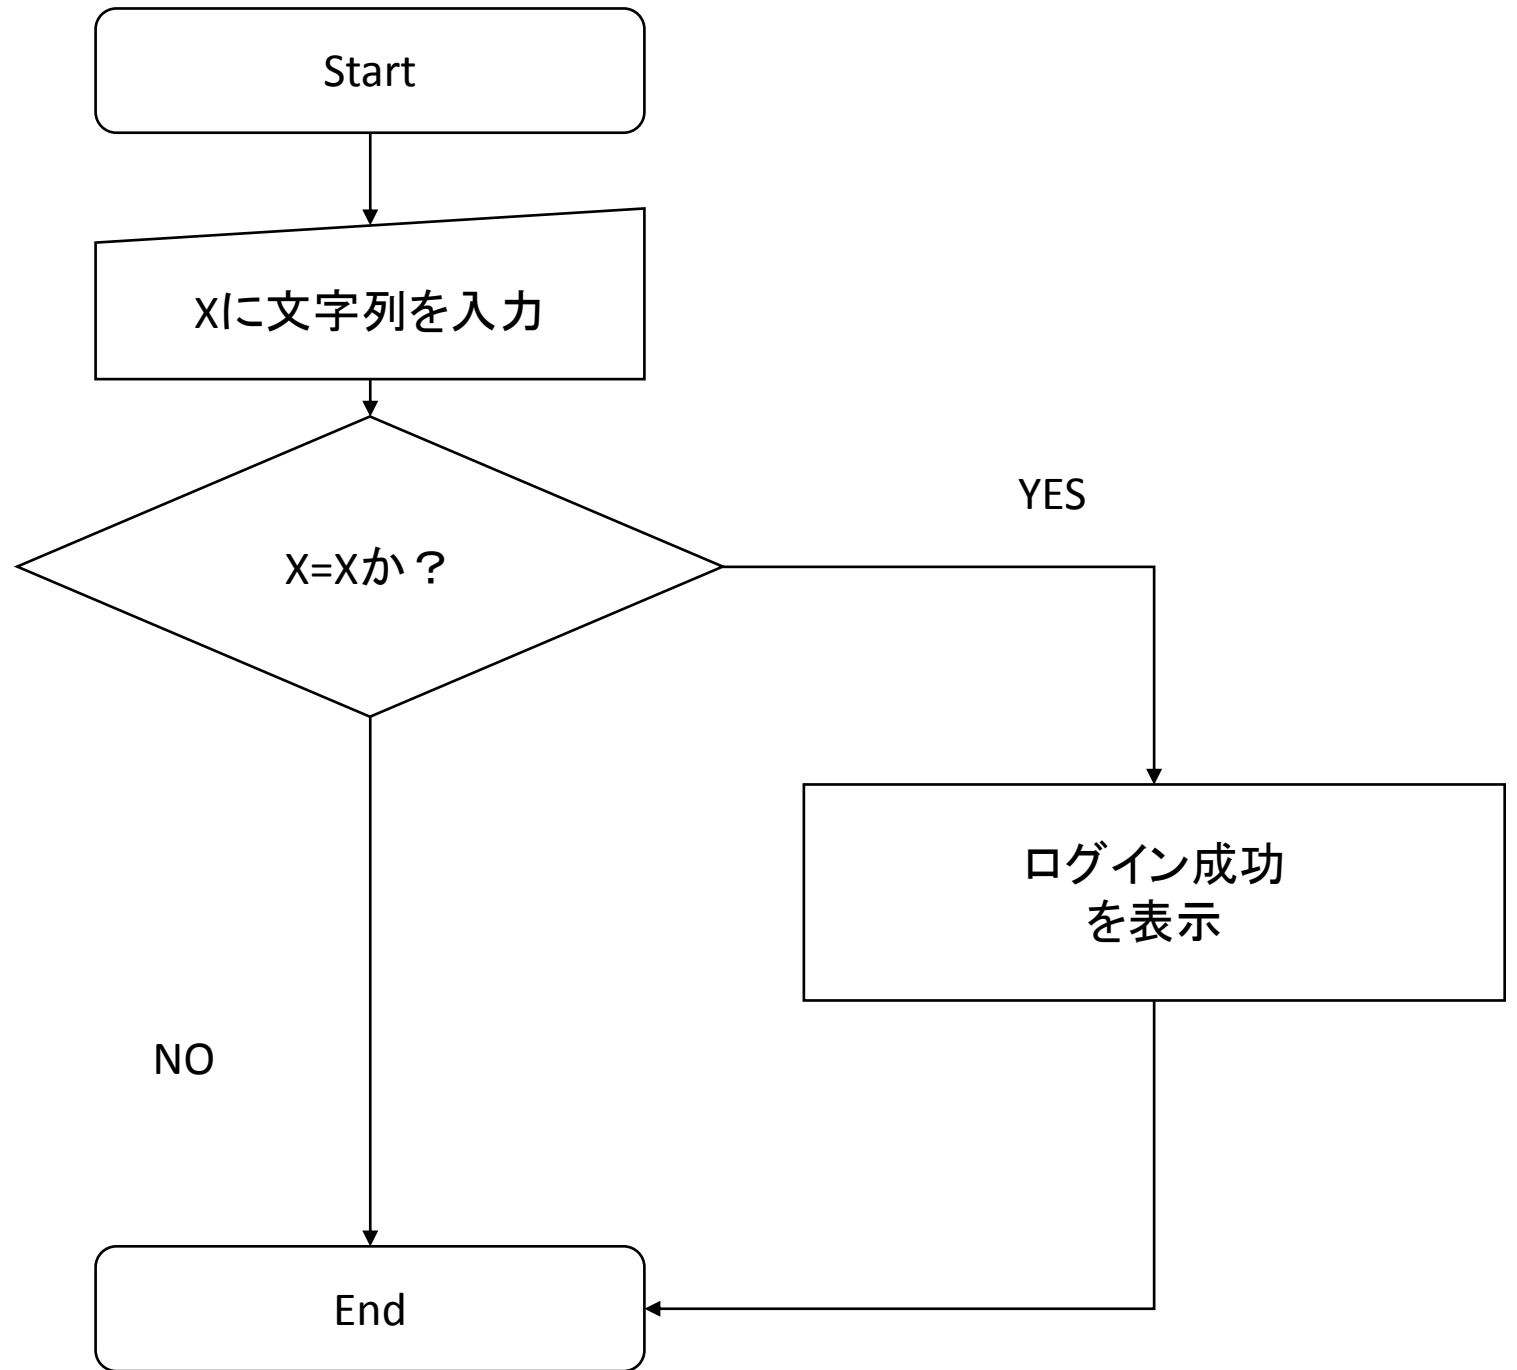 Start
Xに文字列を入力
YES
X=Xか？
ログイン成功
を表示
NO
End